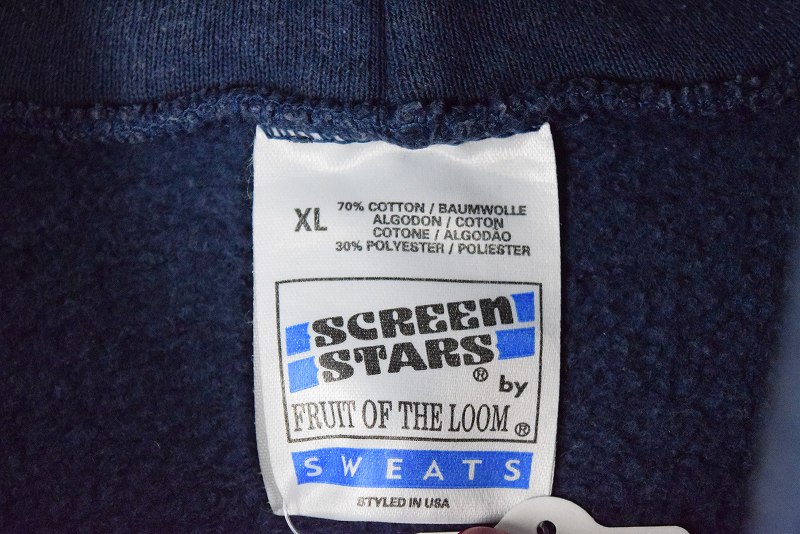 XL
70% COTTON / BAUMWOLLE
ALGODON / COTON
COTONE / ALGODÃO
30% POLYESTER / POLIESTER
SCREEN
STARS® by
FRUIT OF THE LOOM®
SWEATS
STYLED IN USA